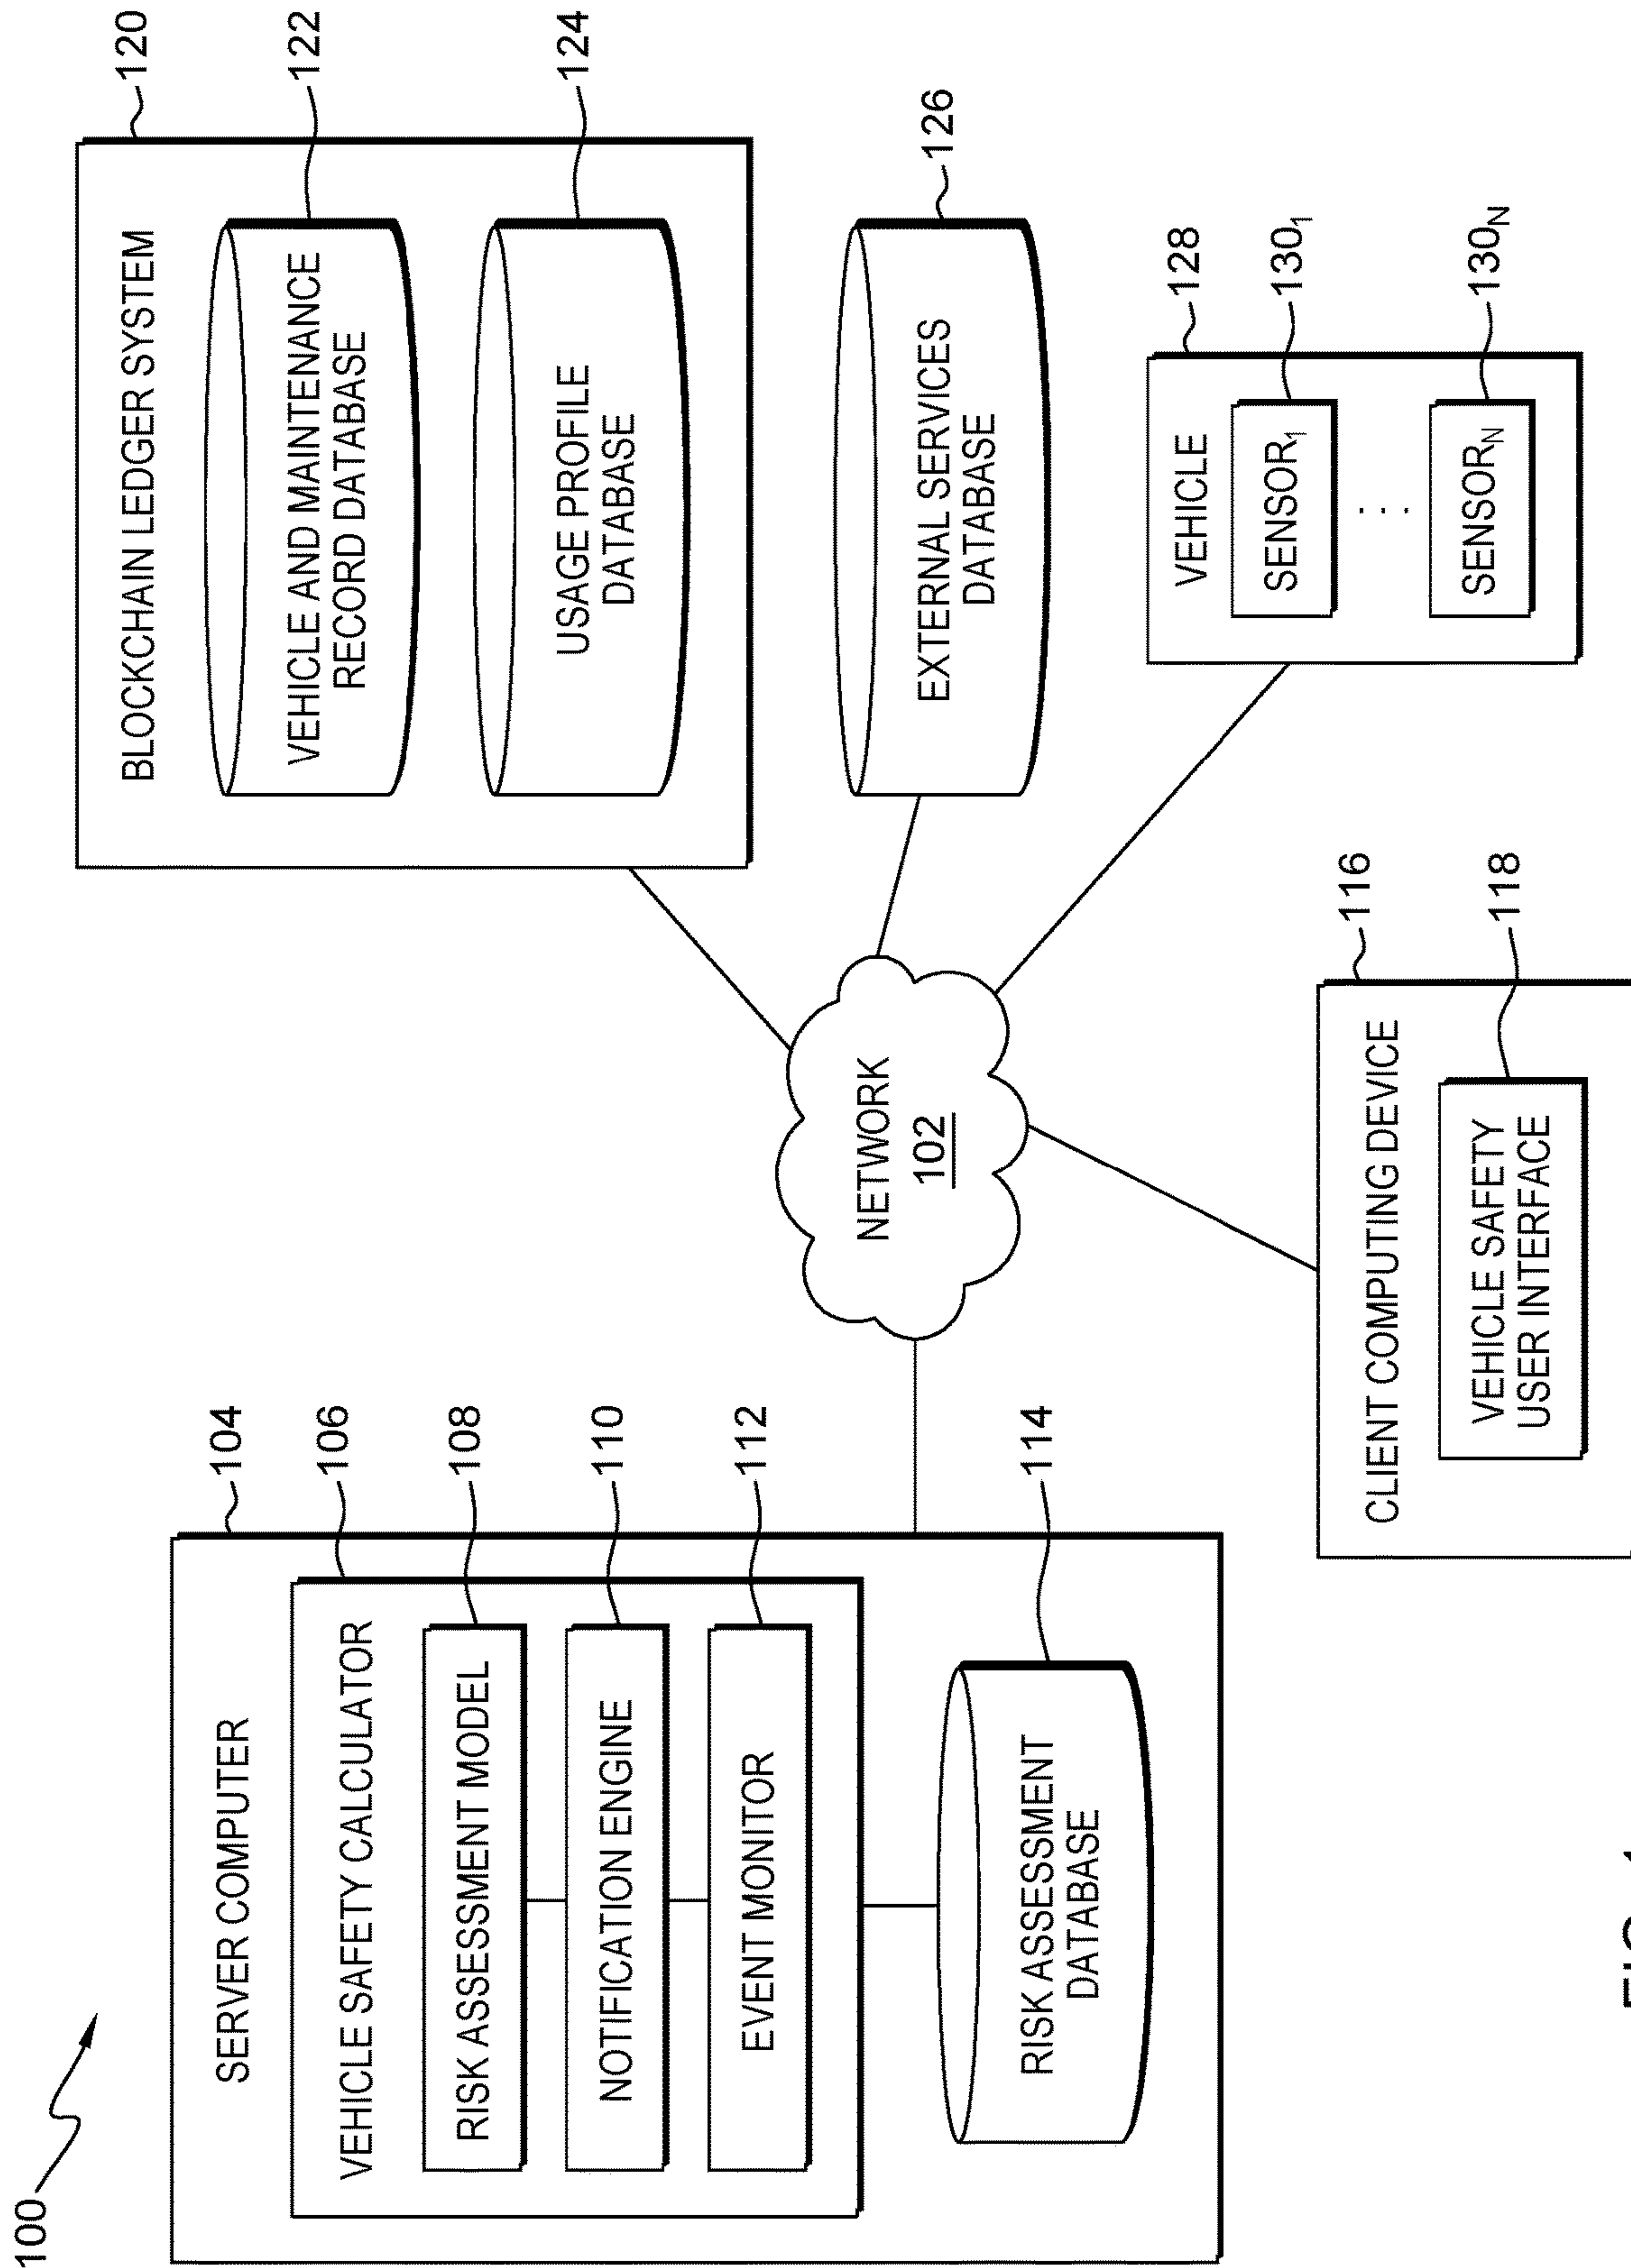 100
SERVER COMPUTER
104
VEHICLE SAFETY CALCULATOR
106
RISK ASSESSMENT MODEL
108
NOTIFICATION ENGINE
110
EVENT MONITOR
112
RISK ASSESSMENT
DATABASE
114
NETWORK
102
BLOCKCHAIN LEDGER SYSTEM
120
VEHICLE AND MAINTENANCE
RECORD DATABASE
122
USAGE PROFILE
DATABASE
124
EXTERNAL SERVICES
DATABASE
126
VEHICLE
128
SENSOR1
1301
. . .
SENSORN
130N
CLIENT COMPUTING DEVICE
116
VEHICLE SAFETY
USER INTERFACE
118